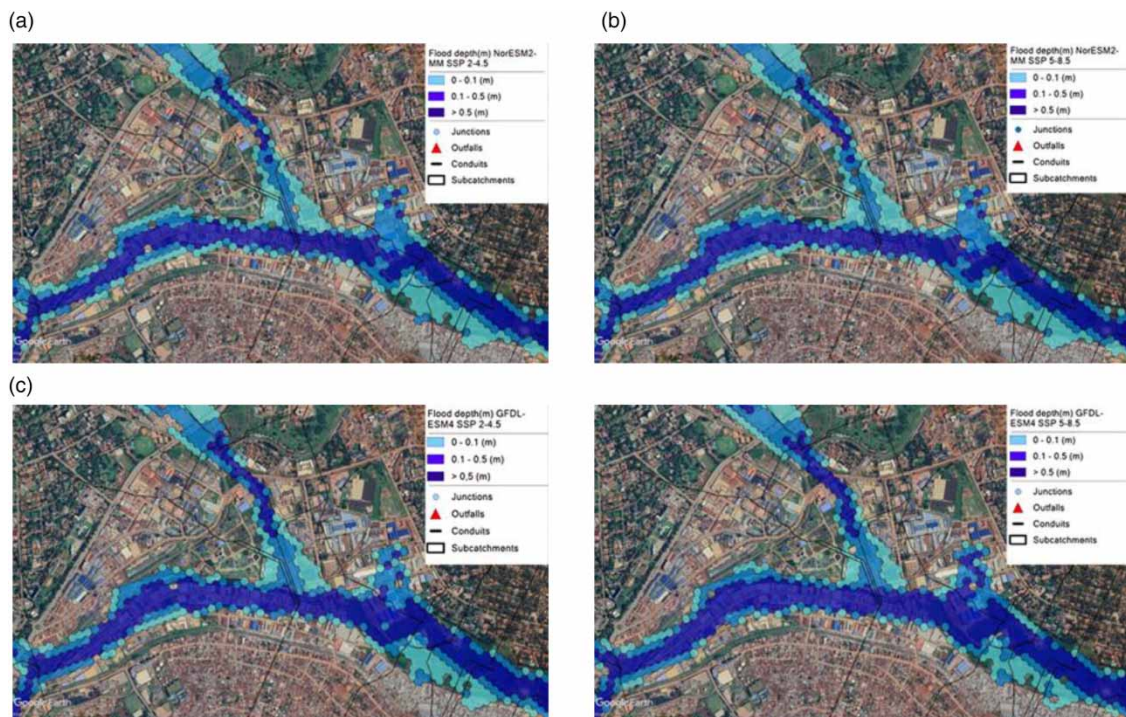 (a)
Flood depth(m) NorESM2-
MM SSP 2-4.5
0 - 0.1 (m)
0.1 - 0.5 (m)
> 0.5 (m)
Junctions
Outfalls
Conduits
Subcatchments
Google Earth
(b)
Flood depth(m) NorESM2-
MM SSP 5-8.5
0 - 0.1 (m)
0.1 - 0.5 (m)
> 0.5 (m)
Junctions
Outfalls
Conduits
Subcatchments
Google Earth
(c)
Flood depth(m) GFDL-
ESM4 SSP 2-4.5
0 - 0.1 (m)
0.1 - 0.5 (m)
> 0,5 (m)
Junctions
Outfalls
Conduits
Subcatchments
Google Earth
Flood depth(m) GFDL-
ESM4 SSP 5-8.5
0 - 0.1 (m)
0.1 - 0.5 (m)
> 0.5 (m)
Junctions
Outfalls
Conduits
Subcatchments
Google Earth